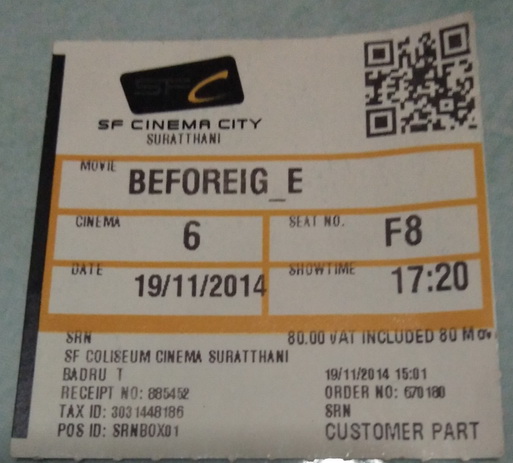 SFC
SF CINEMA CITY
SURATTHANI
MOVIE
BEFOREIG_E
CINEMA
6
SEAT NO.
F8
DATE
19/11/2014
SHOWTIME
17:20
SRN
80.00 VAT INCLUDED 80 M
SF COLISEUM CINEMA SURATTHANI
BADRU T
19/11/2014 15:01
RECEIPT NO: 885452
ORDER NO: 670180
TAX ID: 3031448186
SRN
POS ID: SRNBOX01
CUSTOMER PART